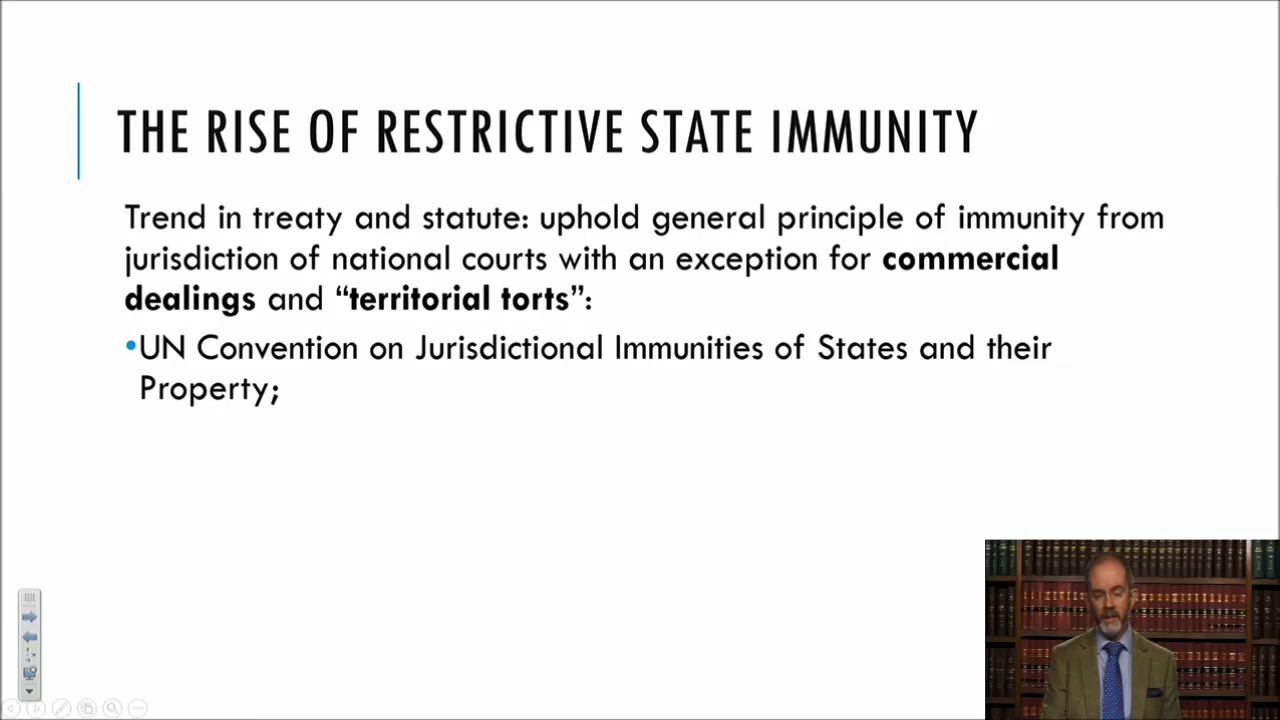 THE RISE OF RESTRICTIVE STATE IMMUNITY
Trend in treaty and statute: uphold general principle of immunity from
jurisdiction of national courts with an exception for commercial
dealings and “territorial torts”:
•UN Convention on Jurisdictional Immunities of States and their
Property;